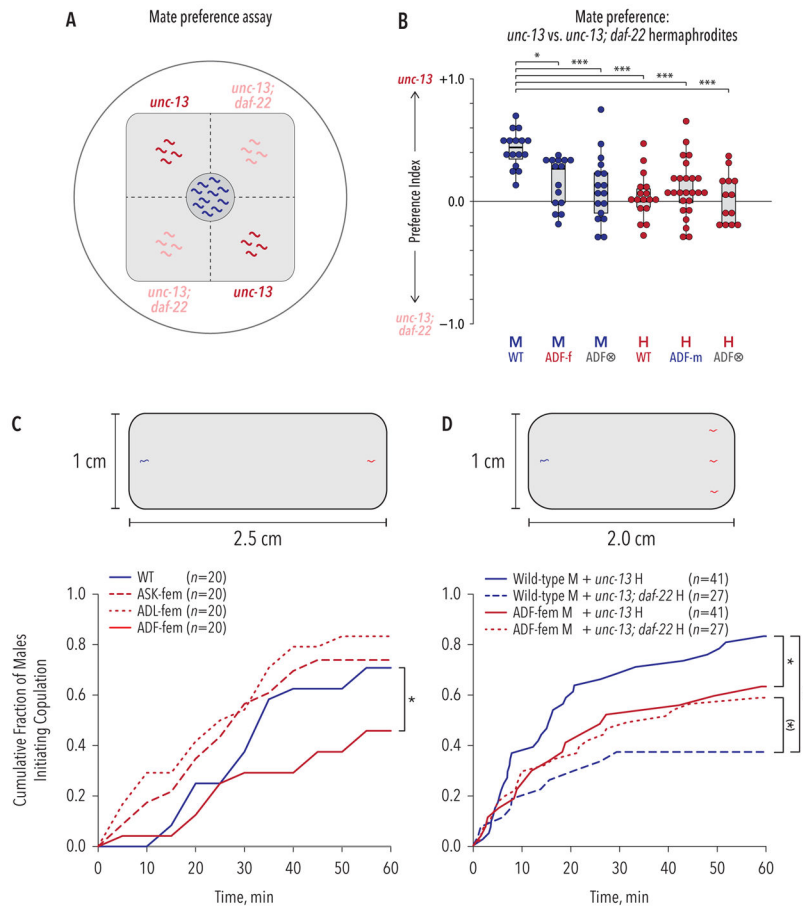 A
Mate preference assay
unc-13
unc-13;
daf-22
unc-13;
daf-22
unc-13
B
Mate preference:
unc-13 vs. unc-13; daf-22 hermaphrodites
*
***
***
***
***
unc-13
+1.0
Preference Index
0.0
unc-13;
daf-22
−1.0
M M M H H H
WT ADF-f ADF⊗ WT ADF-m ADF⊗
C
1 cm
2.5 cm
WT (n=20)
ASK-fem (n=20)
ADL-fem (n=20)
ADF-fem (n=20)
Cumulative Fraction of Males
Initiating Copulation
1.0
0.8
0.6
0.4
0.2
0.0
*
0 10 20 30 40 50 60
Time, min
D
1 cm
2.0 cm
Wild-type M + unc-13 H (n=41)
Wild-type M + unc-13; daf-22 H (n=27)
ADF-fem M + unc-13 H (n=41)
ADF-fem M + unc-13; daf-22 H (n=27)
1.0
0.8
0.6
0.4
0.2
0.0
*
(*)
0 10 20 30 40 50 60
Time, min